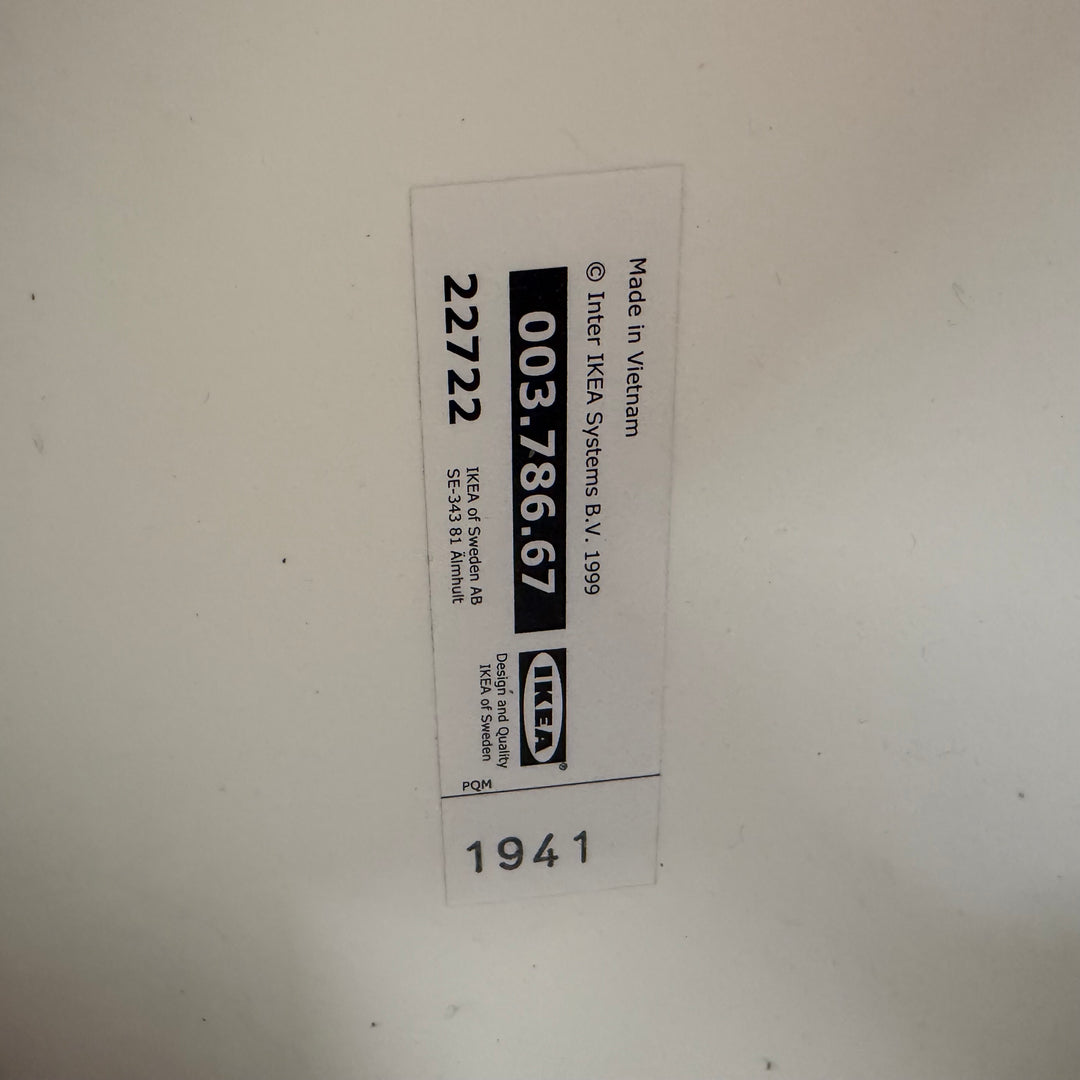 Made in Vietnam
© Inter IKEA Systems B.V. 1999
003.786.67
IKEA®
22722
Design and Quality
IKEA of Sweden
IKEA of Sweden AB
SE-343 81 Älmhult
PQM
1941